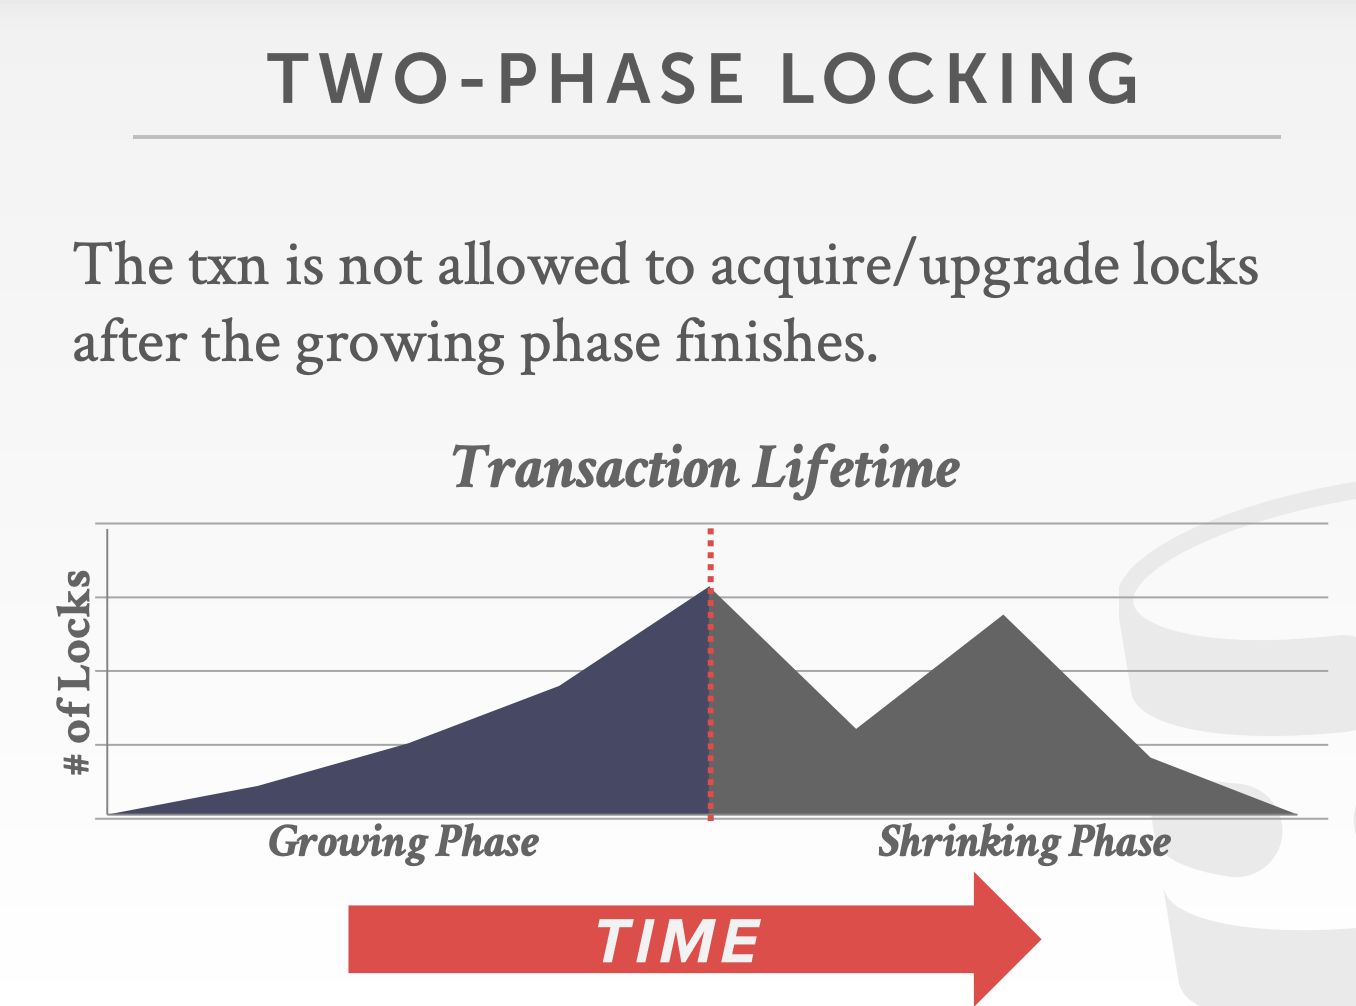 TWO-PHASE LOCKING
The txn is not allowed to acquire/upgrade locks
after the growing phase finishes.
Transaction Lifetime
# of Locks
Growing Phase
Shrinking Phase
TIME